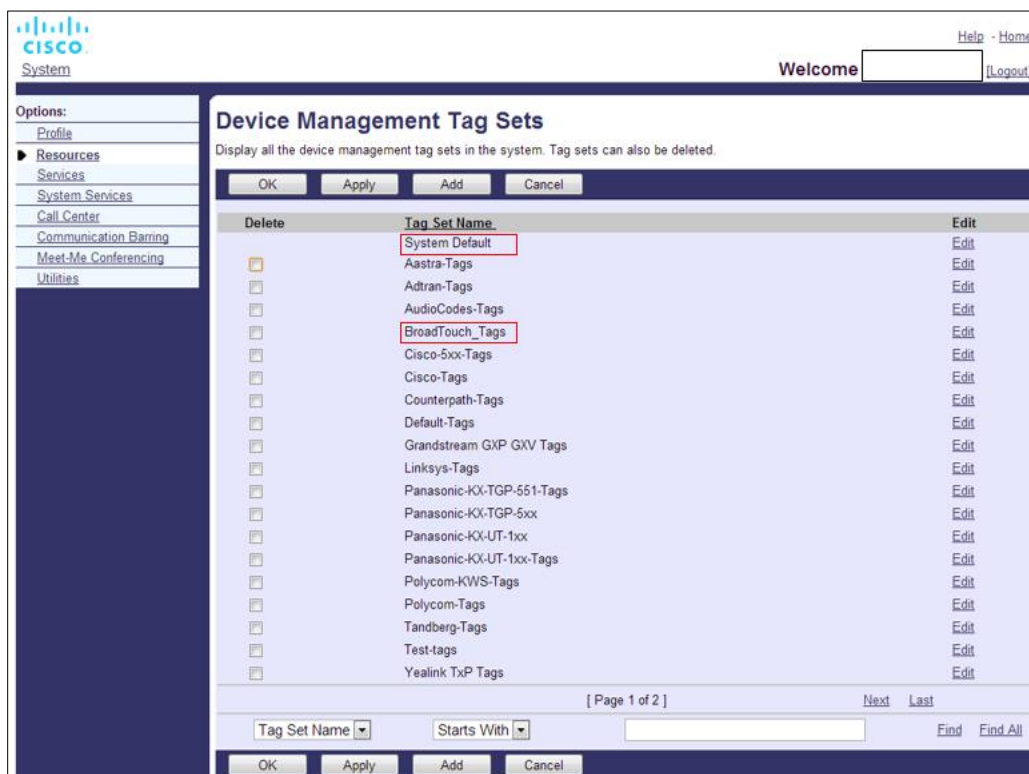 CISCO
Help - Home
System
Welcome [Logout]
Options:
Profile
Resources
Services
System Services
Call Center
Communication Barring
Meet-Me Conferencing
Utilities
Device Management Tag Sets
Display all the device management tag sets in the system. Tag sets can also be deleted.
OK Apply Add Cancel
Delete Tag Set Name Edit
System Default Edit
Aastra-Tags Edit
Adtran-Tags Edit
AudioCodes-Tags Edit
BroadTouch_Tags Edit
Cisco-5xx-Tags Edit
Cisco-Tags Edit
Counterpath-Tags Edit
Default-Tags Edit
Grandstream GXP GXV Tags Edit
Linksys-Tags Edit
Panasonic-KX-TGP-551-Tags Edit
Panasonic-KX-TGP-5xx Edit
Panasonic-KX-UT-1xx Edit
Panasonic-KX-UT-1xx-Tags Edit
Polycom-KWS-Tags Edit
Polycom-Tags Edit
Tandberg-Tags Edit
Test-tags Edit
Yealink TxP Tags Edit
[ Page 1 of 2 ] Next Last
Tag Set Name Starts With Find Find All
OK Apply Add Cancel